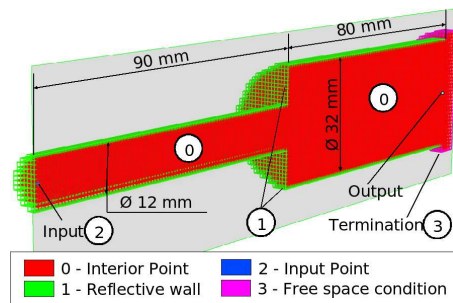 80 mm
90 mm
0
0
Ø 32 mm
Ø 12 mm
Input 2
1
Output
Termination 3
0 - Interior Point
2 - Input Point
1 - Reflective wall
3 - Free space condition